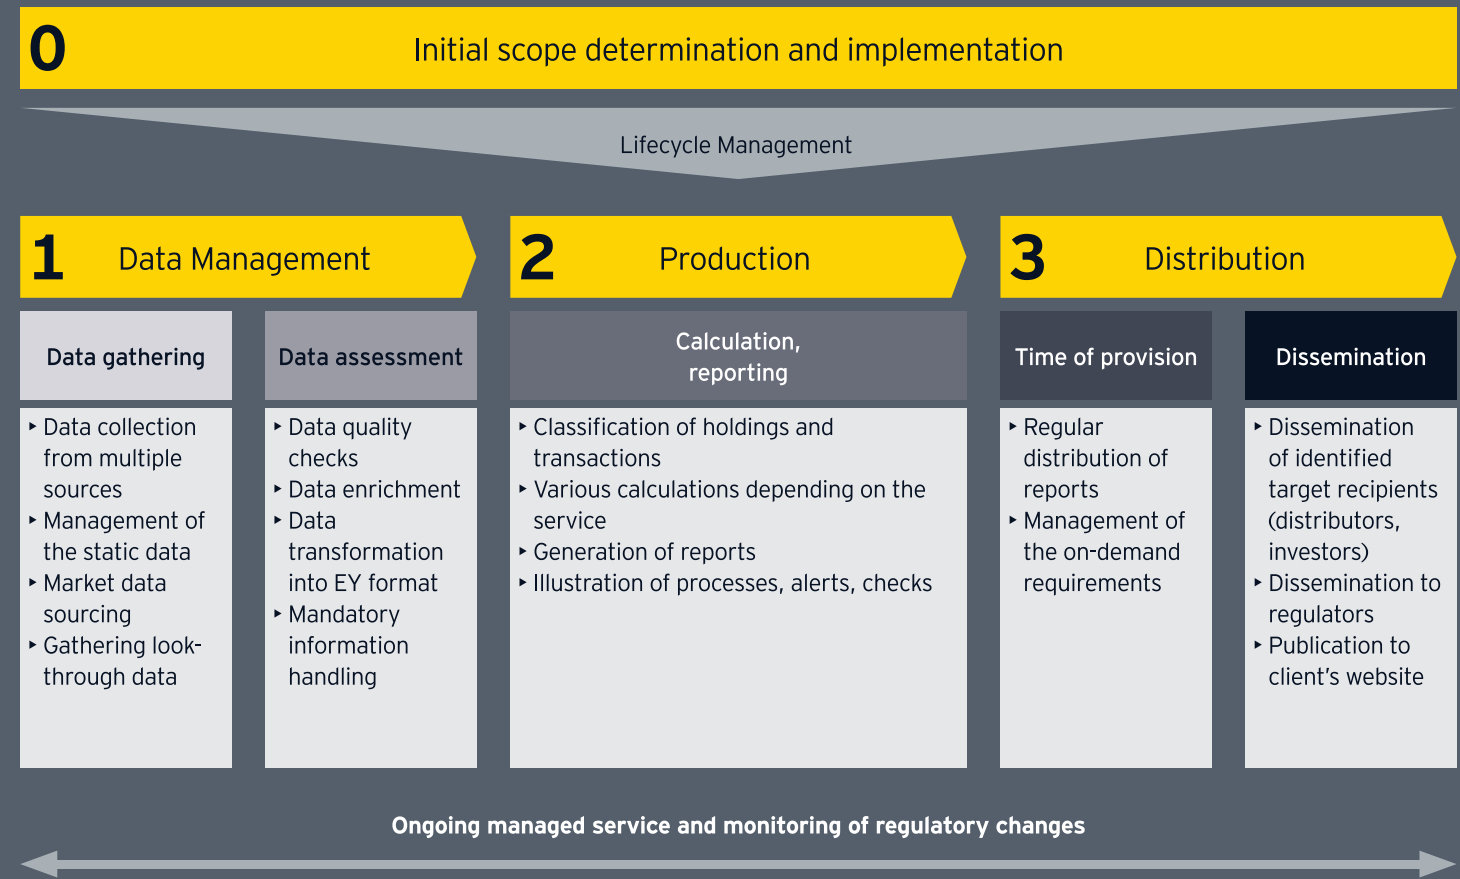 0
Initial scope determination and implementation
Lifecycle Management
1
Data Management
2
Production
3
Distribution
Data gathering
‣ Data collection
from multiple
sources
‣ Management of
the static data
‣ Market data
sourcing
‣ Gathering look-
through data
Data assessment
‣ Data quality
checks
‣ Data enrichment
‣ Data
transformation
into EY format
‣ Mandatory
information
handling
Calculation,
reporting
‣ Classification of holdings and
transactions
‣ Various calculations depending on the
service
‣ Generation of reports
‣ Illustration of processes, alerts, checks
Time of provision
‣ Regular
distribution of
reports
‣ Management of
the on-demand
requirements
Dissemination
‣ Dissemination
of identified
target recipients
(distributors,
investors)
‣ Dissemination to
regulators
‣ Publication to
client’s website
Ongoing managed service and monitoring of regulatory changes